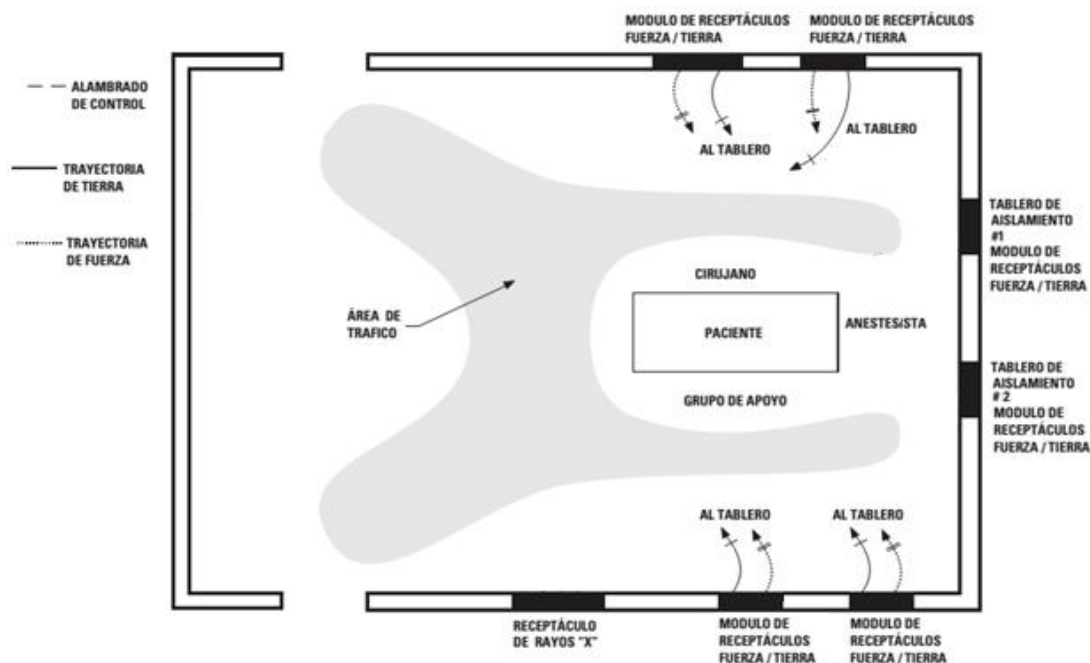 MODULO DE RECEPTÁCULOS
FUERZA / TIERRA
MODULO DE RECEPTÁCULOS
FUERZA / TIERRA
ALAMBRADO
DE CONTROL
TRAYECTORIA
DE TIERRA
TRAYECTORIA
DE FUERZA
AL TABLERO
AL TABLERO
TABLERO DE
AISLAMIENTO
#1
MODULO DE
RECEPTÁCULOS
FUERZA / TIERRA
CIRUJANO
ÁREA DE
TRAFICO
PACIENTE
ANESTESISTA
GRUPO DE APOYO
TABLERO DE
AISLAMIENTO
# 2
MODULO DE
RECEPTÁCULOS
FUERZA / TIERRA
AL TABLERO
AL TABLERO
RECEPTÁCULO
DE RAYOS "X"
MODULO DE
RECEPTÁCULOS
FUERZA / TIERRA
MODULO DE
RECEPTÁCULOS
FUERZA / TIERRA